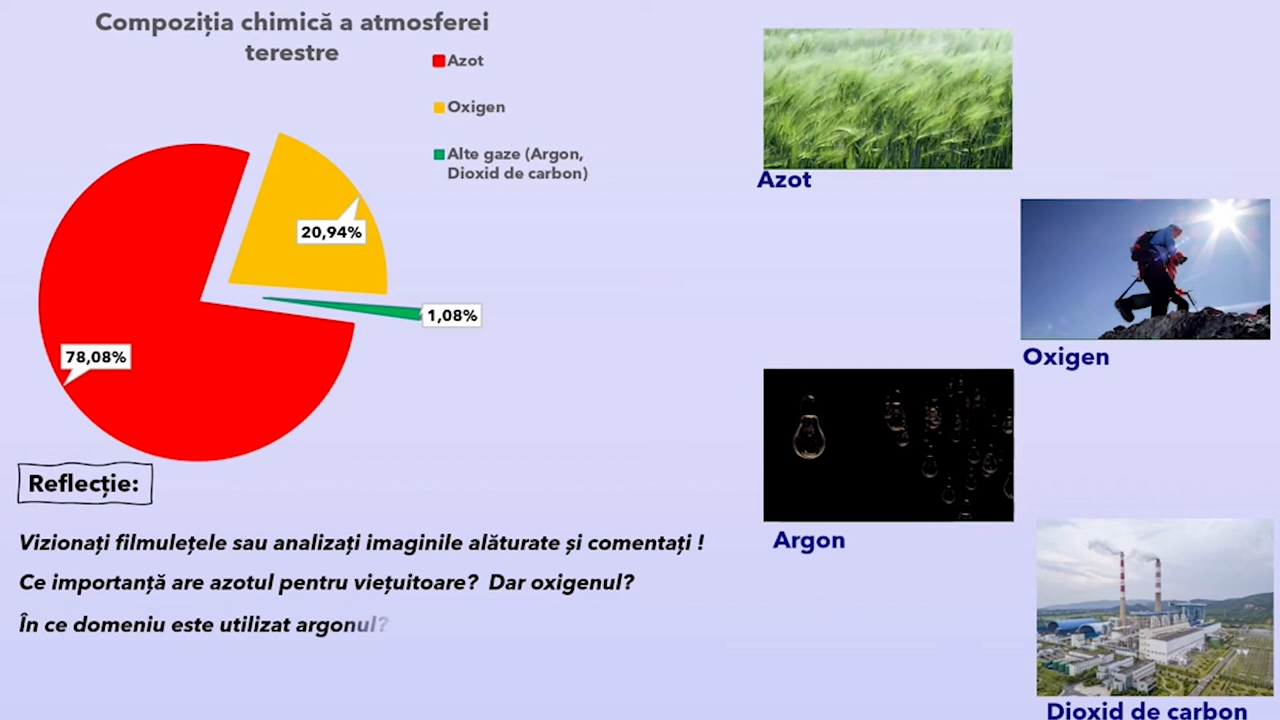 Compoziția chimică a atmosferei
terestre
Azot
Oxigen
Alte gaze (Argon,
Dioxid de carbon)
20,94%
1,08%
78,08%
Reflecție:
Vizionați filmulețele sau analizați imaginile alăturate și comentați !
Ce importanță are azotul pentru viețuitoare? Dar oxigenul?
În ce domeniu este utilizat argonul?
Azot
Oxigen
Argon
Dioxid de carbon